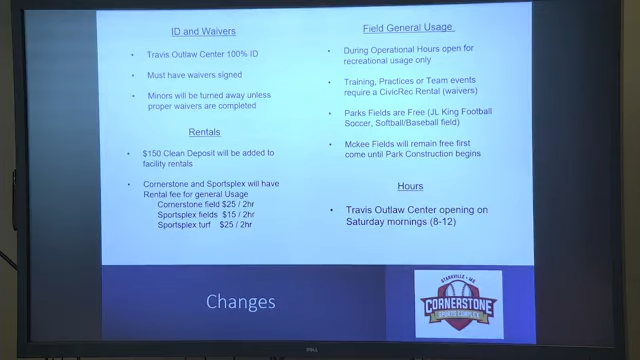 ID and Waivers
• Travis Outlaw Center 100% ID
• Must have waivers signed
• Minors will be turned away unless
proper waivers are completed
Rentals
• $150 Clean Deposit will be added to
facility rentals
• Cornerstone and Sportsplex will have
Rental fee for general Usage
Cornerstone field $25 / 2hr
Sportsplex fields $15 / 2hr
Sportsplex turf $25 / 2hr
Field General Usage
• During Operational Hours open for
recreational usage only
• Training, Practices or Team events
require a CivicRec Rental (waivers)
• Parks Fields are Free (JL King Football
Soccer, Softball/Baseball field)
• Mckee Fields will remain free first
come until Park Construction begins
Hours
• Travis Outlaw Center opening on
Saturday mornings (8-12)
Changes
STARKVILLE • MS
CORNERSTONE
SPORTS COMPLEX
DELL